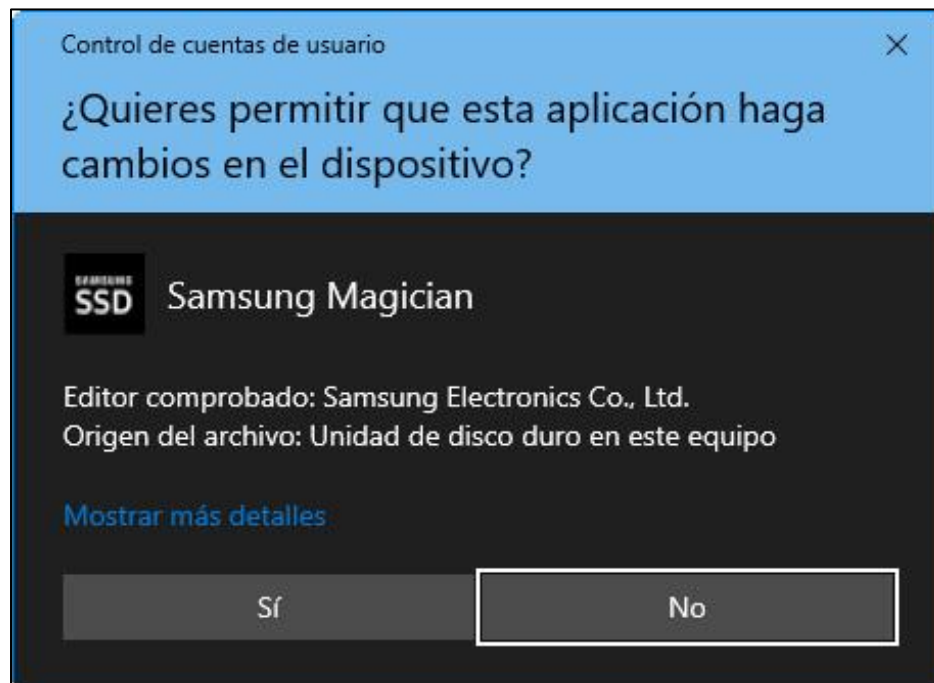 Control de cuentas de usuario
¿Quieres permitir que esta aplicación haga
cambios en el dispositivo?
SAMSUNG
SSD
Samsung Magician
Editor comprobado: Samsung Electronics Co., Ltd.
Origen del archivo: Unidad de disco duro en este equipo
Mostrar más detalles
Sí
No